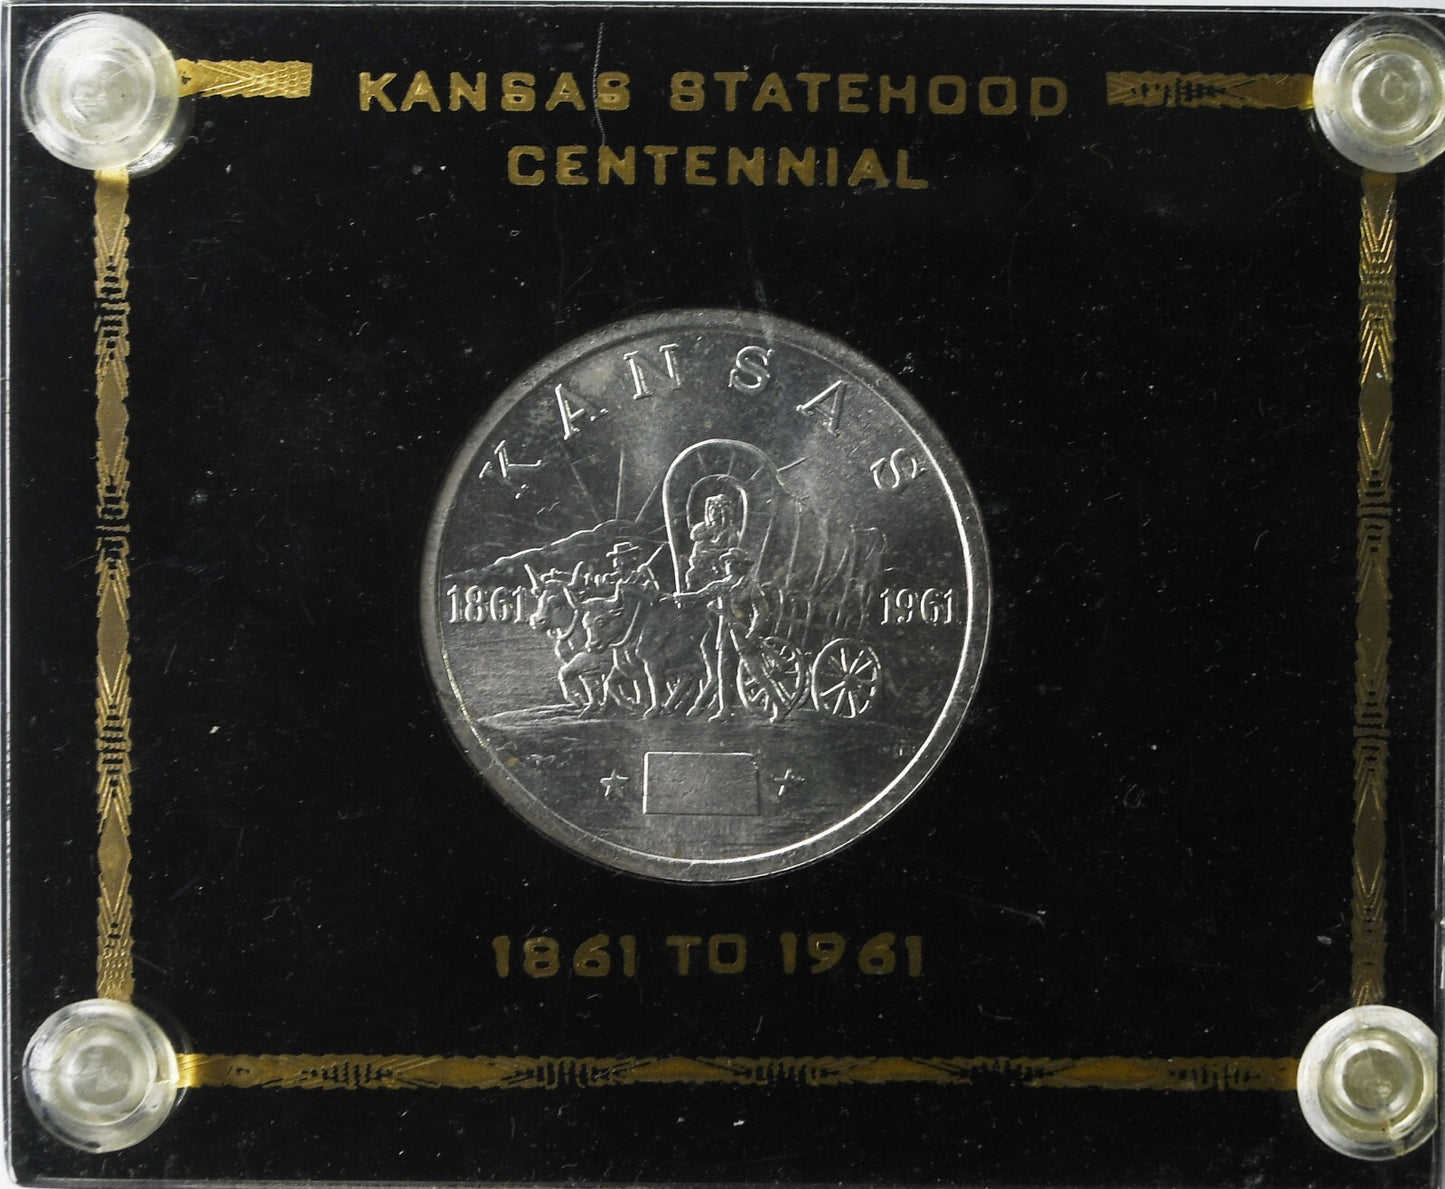 KANSAS STATEHOOD
CENTENNIAL
KANSAS
1861 1961
1861 TO 1961